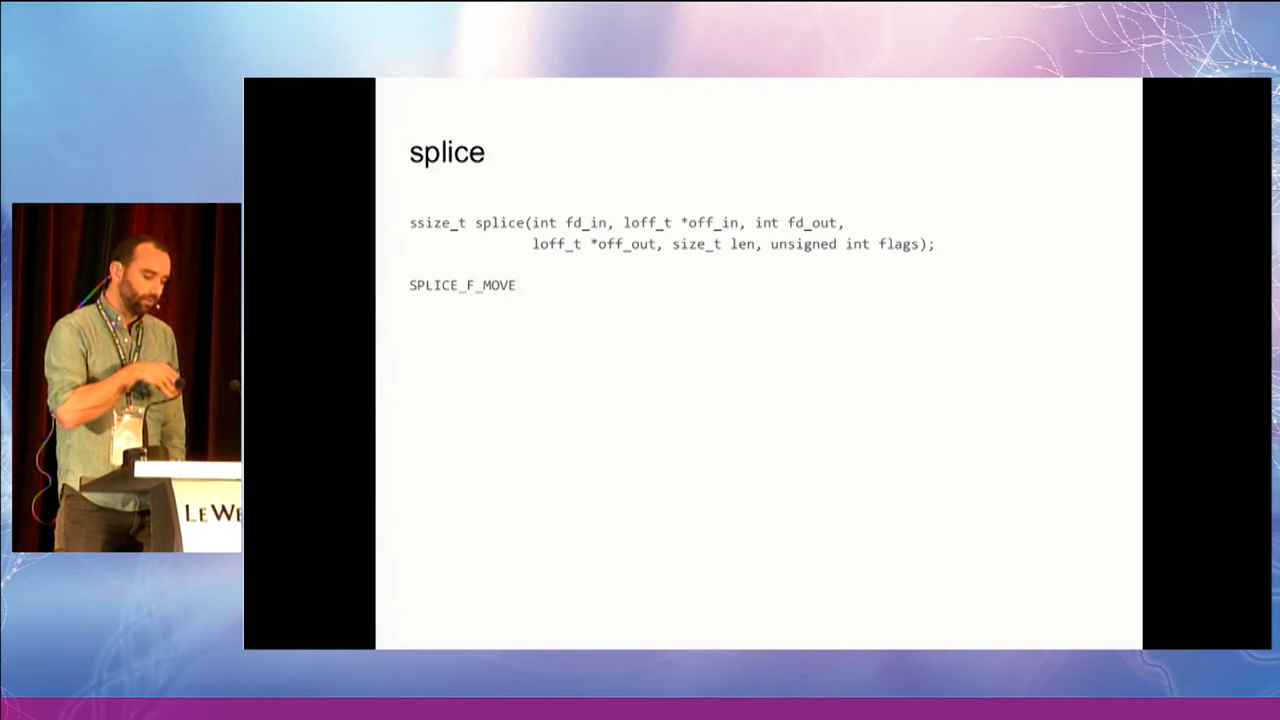 splice
ssize_t splice(int fd_in, loff_t *off_in, int fd_out,
loff_t *off_out, size_t len, unsigned int flags);
SPLICE_F_MOVE
LEWE